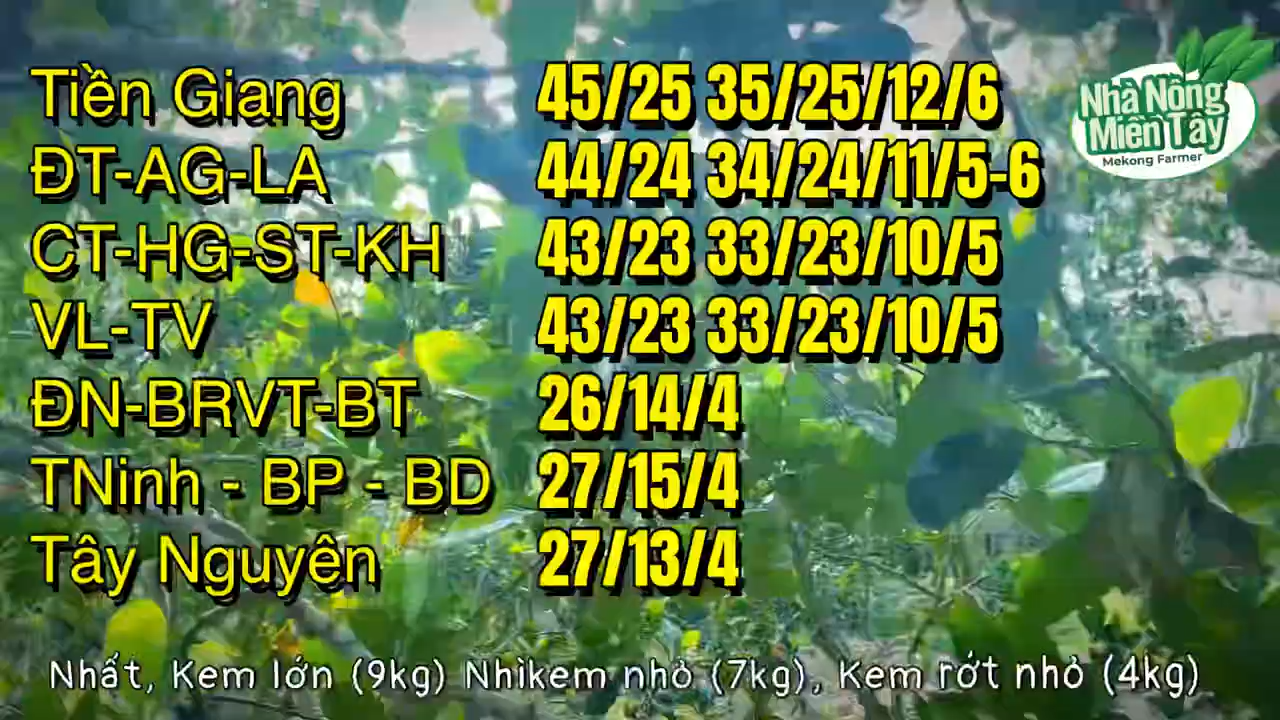 Tiền Giang 45/25 35/25/12/6
ĐT-AG-LA 44/24 34/24/11/5-6
CT-HG-ST-KH 43/23 33/23/10/5
VL-TV 43/23 33/23/10/5
ĐN-BRVT-BT 26/14/4
TNinh - BP - BD 27/15/4
Tây Nguyên 27/13/4
Nhà Nông
Miền Tây
Mekong Farmer
Nhất, Kem lớn (9kg) Nhìkem nhỏ (7kg), Kem rớt nhỏ (4kg)